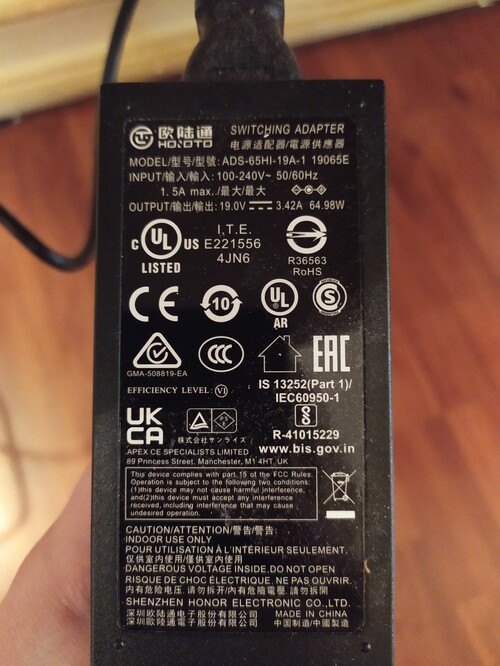 欧陆通 SWITCHING ADAPTER
HONOTO 电源适配器/電源供應器
MODEL/型号/型號: ADS-65HI-19A-1 19065E
INPUT/输入/輸入: 100-240V~ 50/60Hz
1.5A max./最大/最大
OUTPUT/输出/輸出: 19.0V 3.42A 64.98W
C UL US LISTED
I.T.E.
E221556
4JN6
R36563
RoHS
CE
10
UL
AR
S
GMA-508819-EA
CCC
EAC
EFFICIENCY LEVEL: VI
IS 13252(Part 1)/
IEC60950-1
R-41015229
www.bis.gov.in
UK
CA
株式会社サンライズ
APEX CE SPECIALISTS LIMITED
89 Princess Street, Manchester, M1 4HT, UK
This device complies with part 15 of the FCC Rules.
Operation is subject to the following two conditions:
(1)this device may not cause harmful interference,
and(2)this device must accept any interference
received, including interference that may cause
undesired operation.
CAUTION/ATTENTION/警告/警告:
INDOOR USE ONLY
POUR UTILISATION À L'INTÉRIEUR SEULEMENT.
仅供室内使用/僅供室內使用
DANGEROUS VOLTAGE INSIDE.DO NOT OPEN
RISQUE DE CHOC ÉLECTRIQUE. NE PAS OUVRIR.
内有危险电压, 请勿拆开/內有危險電壓, 請勿拆開
SHENZHEN HONOR ELECTRONIC CO.,LTD.
深圳欧陆通电子股份有限公司 MADE IN CHINA
深圳歐陸通電子股份有限公司 中国制造/中國製造